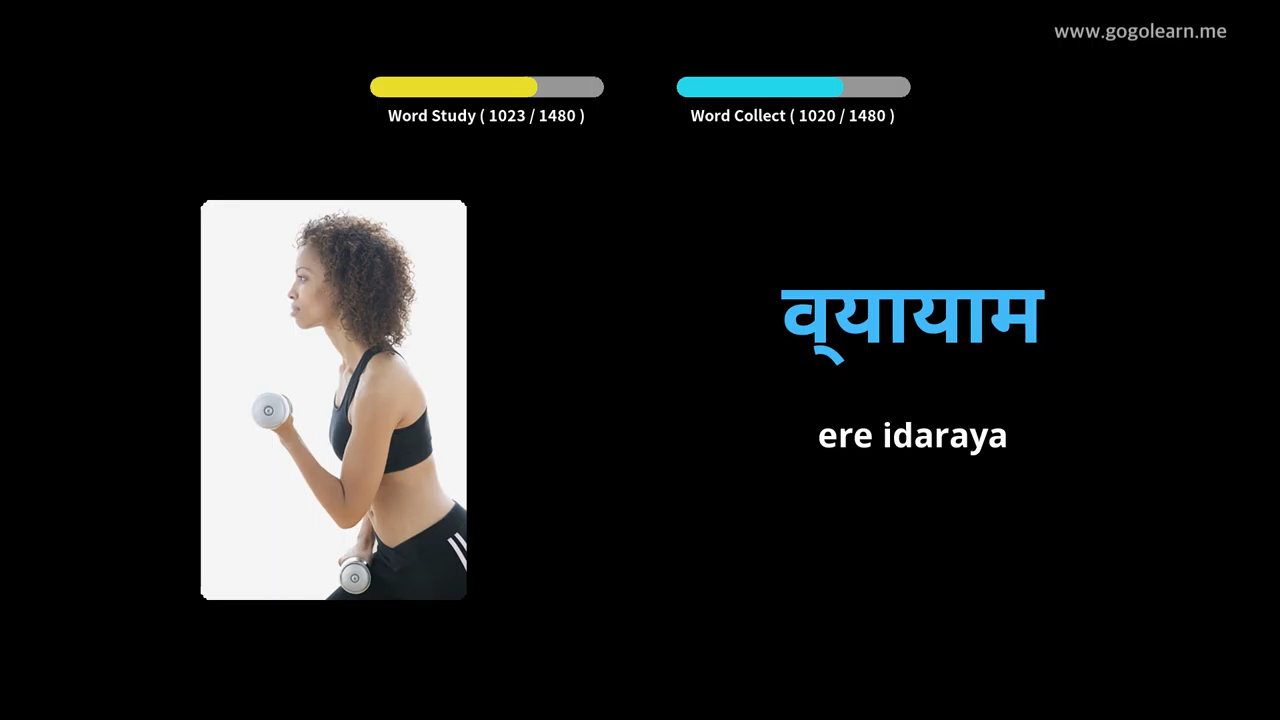 www.gogolearn.me
Word Study ( 1023 / 1480 )
Word Collect ( 1020 / 1480 )
व्यायाम
ere idaraya